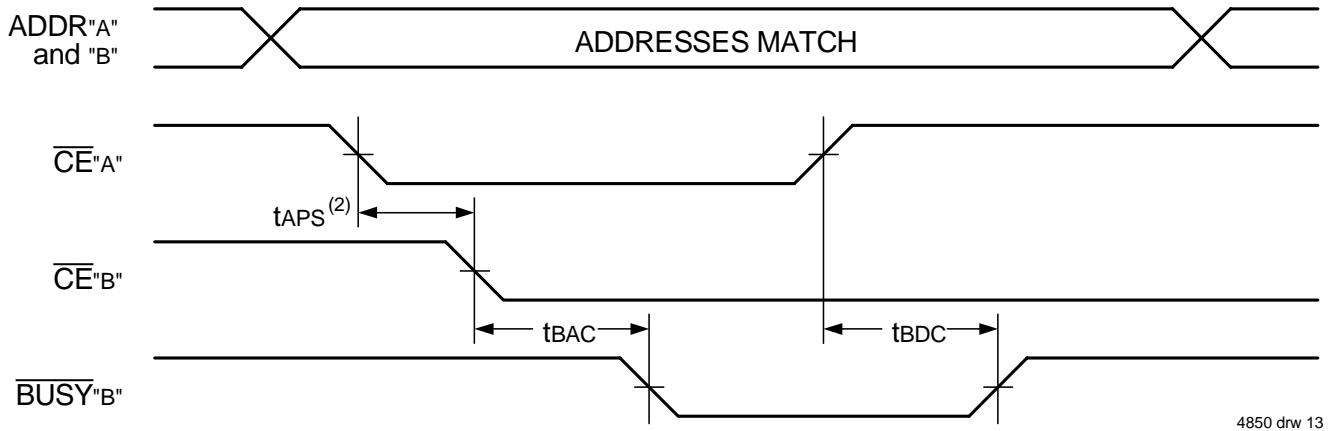 ADDR"A"
and "B"
ADDRESSES MATCH
CE"A"
tAPS(2)
CE"B"
tBAC
tBDC
BUSY"B"
4850 drw 13